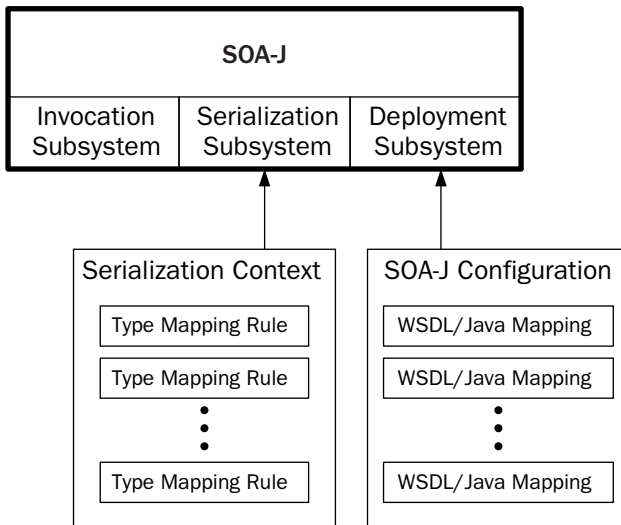 SOA-J
Invocation Subsystem
Serialization Subsystem
Deployment Subsystem
Serialization Context
Type Mapping Rule
Type Mapping Rule
Type Mapping Rule
SOA-J Configuration
WSDL/Java Mapping
WSDL/Java Mapping
WSDL/Java Mapping